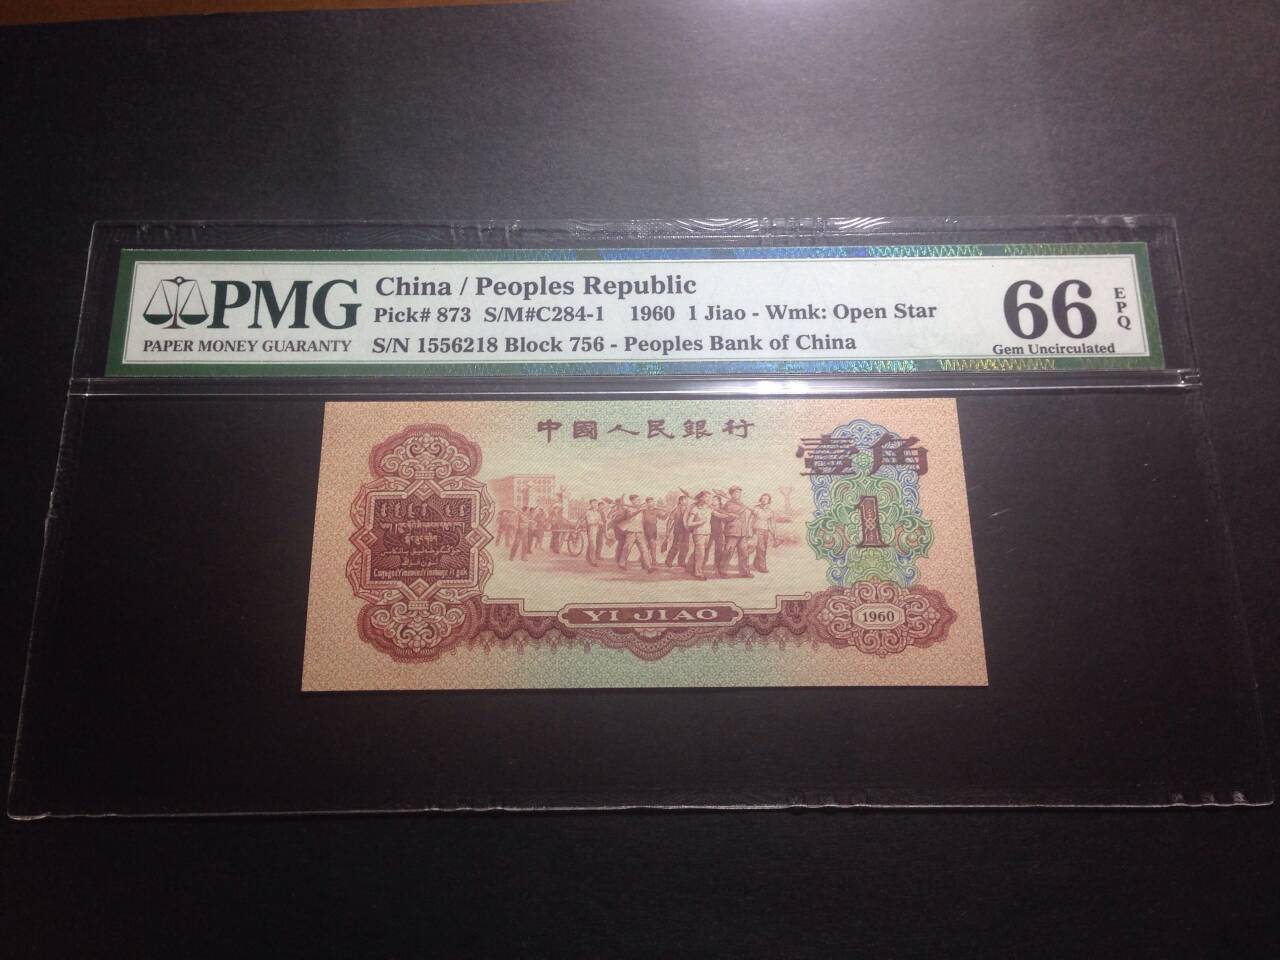 PMG
PAPER MONEY GUARANTY
China / Peoples Republic
Pick# 873 S/M#C284-1 1960 1 Jiao - Wmk: Open Star
S/N 1556218 Block 756 - Peoples Bank of China
66
EPQ
Gem Uncirculated
中國人民銀行
壹角
1
YI JIAO
1960